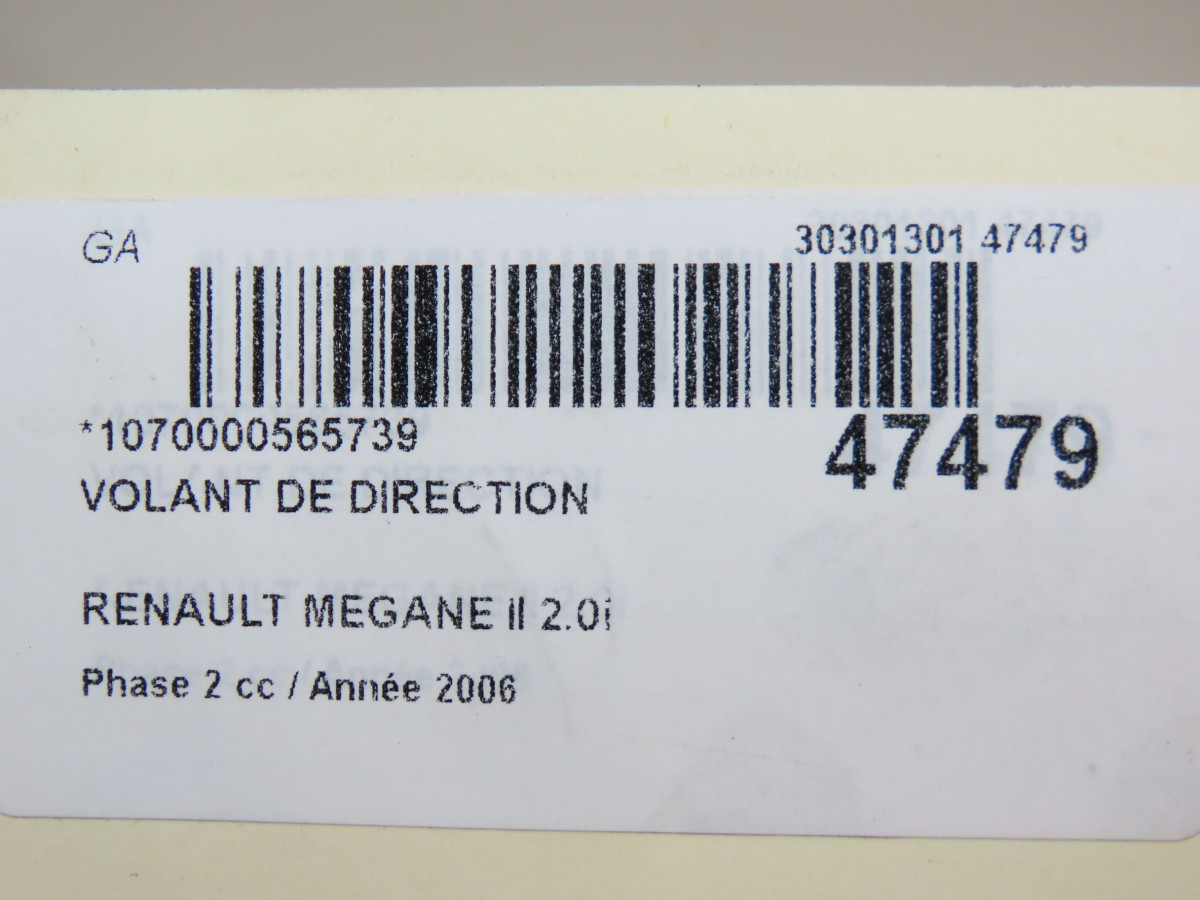 GA
30301301 47479
*1070000565739
47479
VOLANT DE DIRECTION
RENAULT MEGANE iI 2.0i
Phase 2 cc / Année 2006